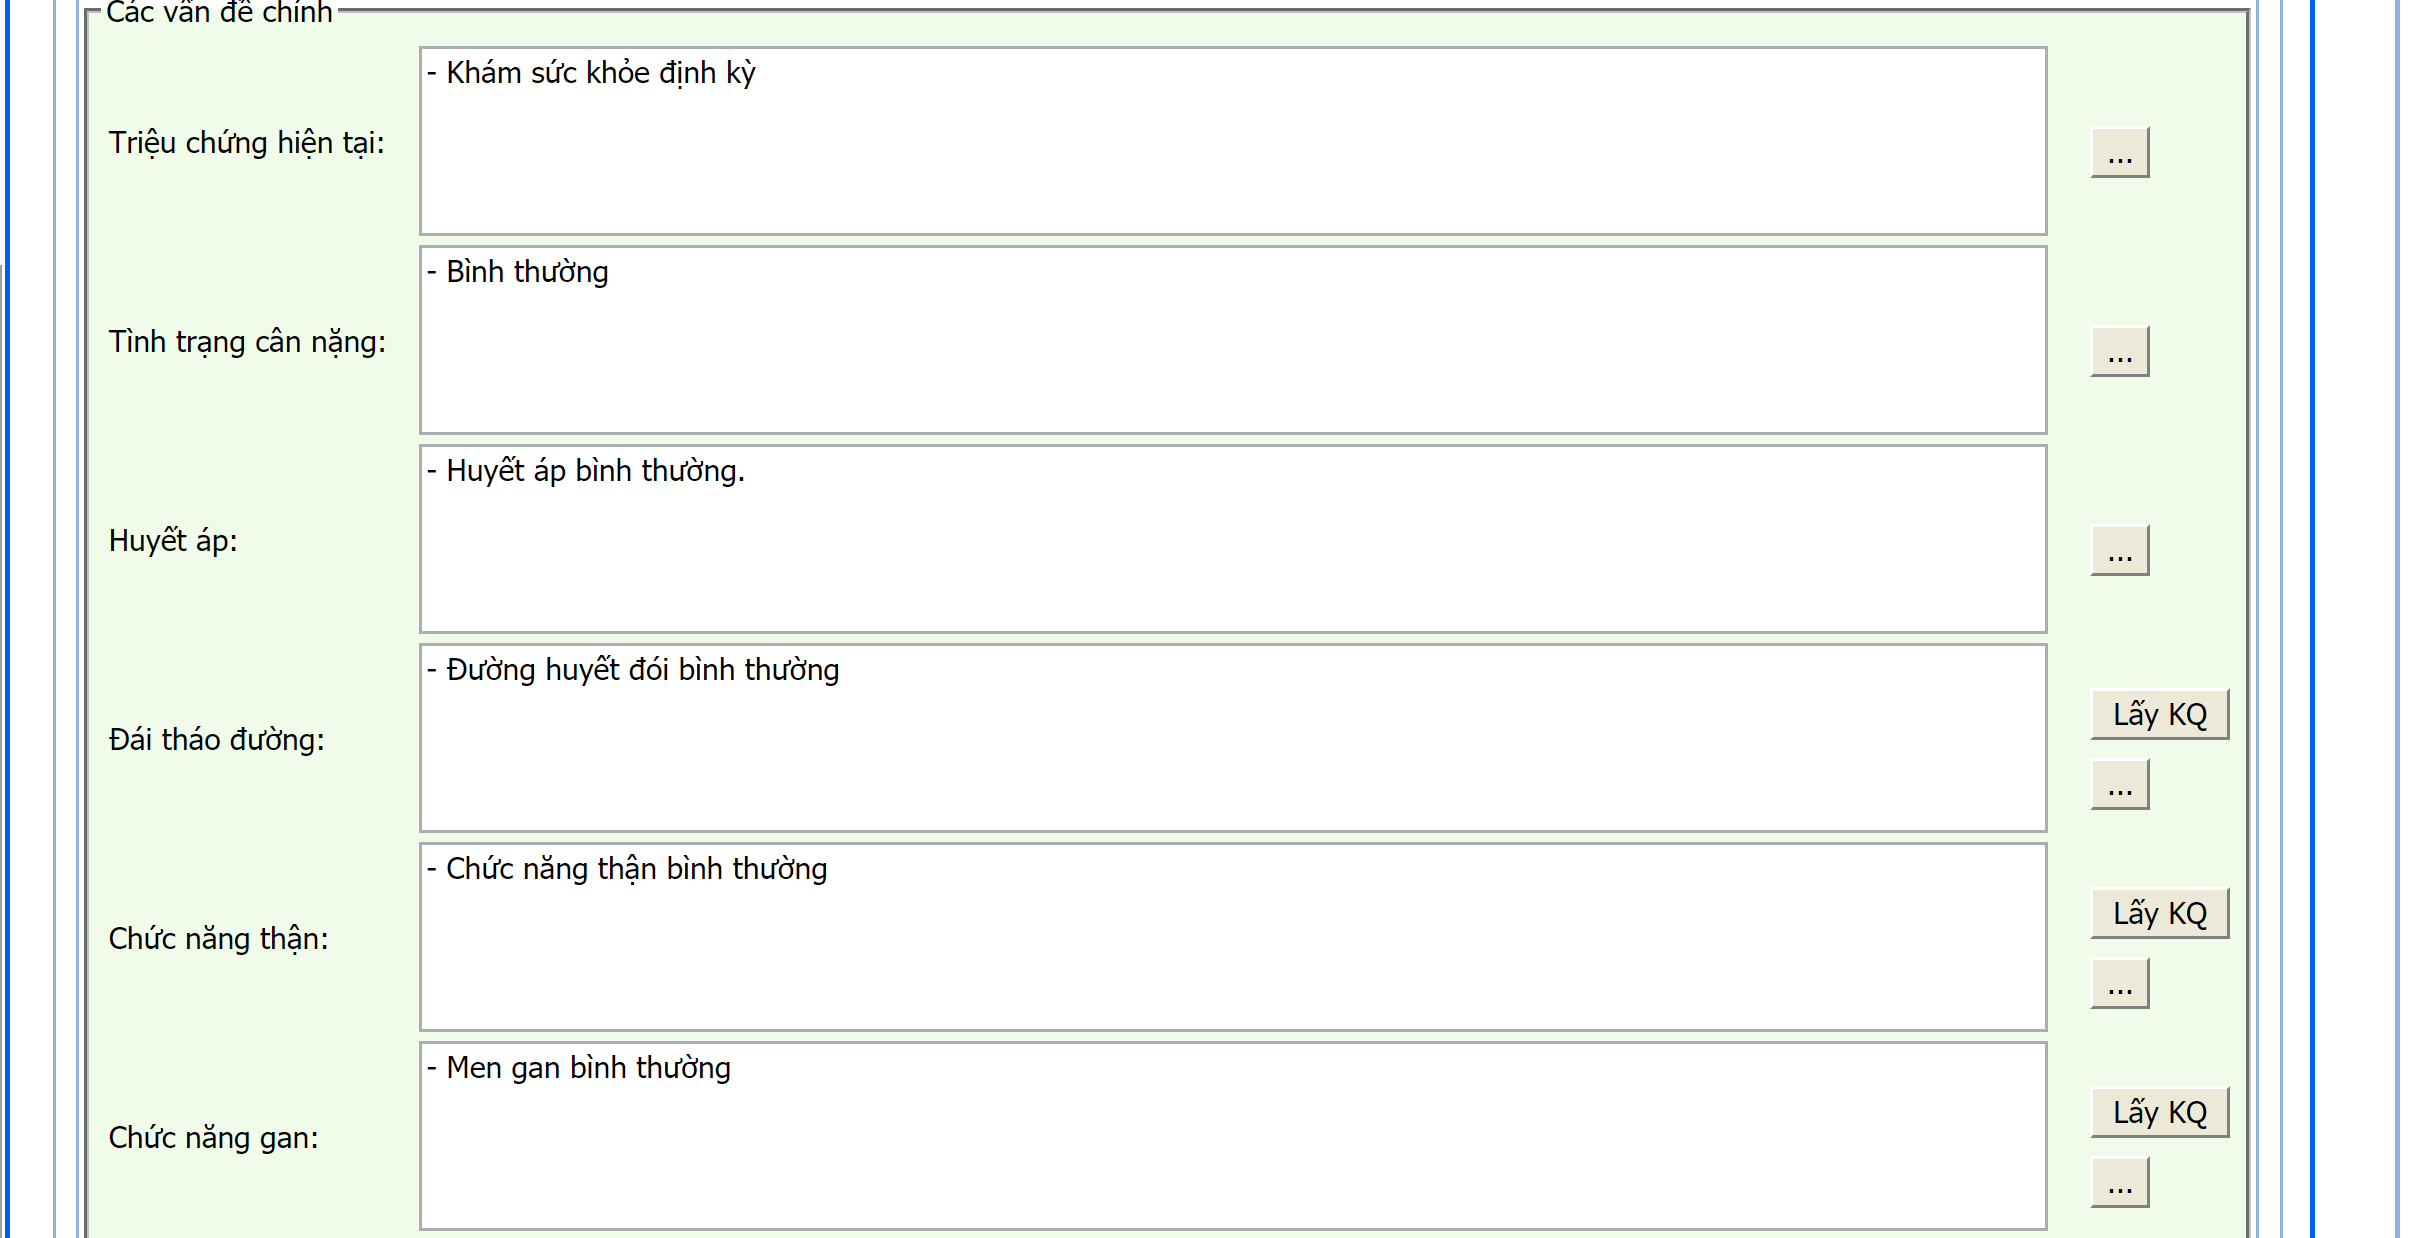 Các vấn đề chính
- Khám sức khỏe định kỳ
Triệu chứng hiện tại:
...
- Bình thường
Tình trạng cân nặng:
...
- Huyết áp bình thường.
Huyết áp:
...
- Đường huyết đói bình thường
Lấy KQ
Đái tháo đường:
...
- Chức năng thận bình thường
Lấy KQ
Chức năng thận:
...
- Men gan bình thường
Lấy KQ
Chức năng gan:
...